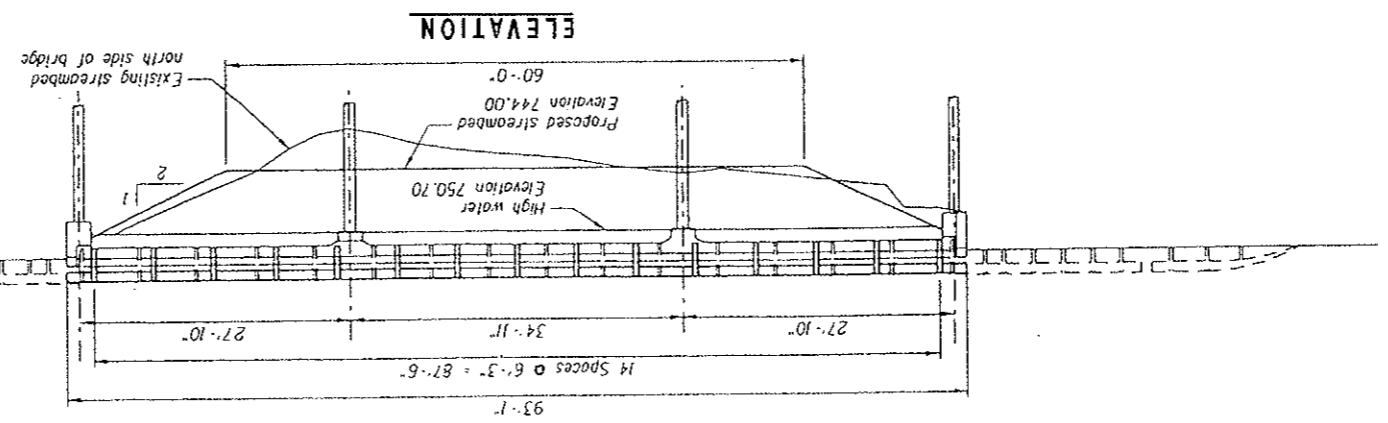 93'-1"
14 Spaces @ 6'-3" = 87'-6"
27'-10"
34'-11"
27'-10"
High water
Elevation 750.70
1
2
Proposed streambed
Elevation 744.00
60'-0"
Existing streambed
north side of bridge
ELEVATION